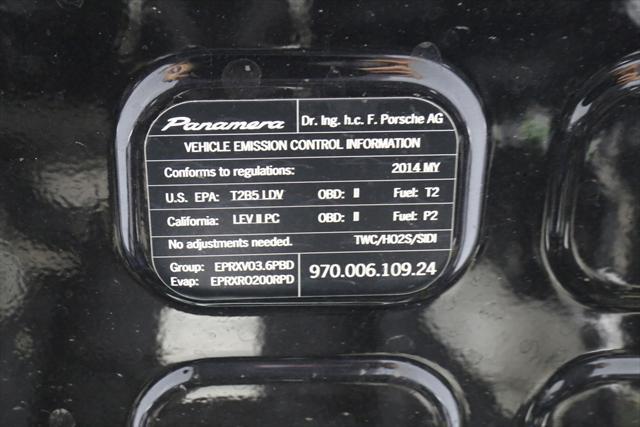 Panamera Dr. Ing. h.c. F. Porsche AG
VEHICLE EMISSION CONTROL INFORMATION
Conforms to regulations: 2014 MY
U.S. EPA: T2B5 LDV OBD: II Fuel: T2
California: LEV II PC OBD: II Fuel: P2
No adjustments needed. TWC/HO2S/SIDI
Group: EPRXV03.6PBD
Evap: EPRXR0200RPD
970.006.109.24